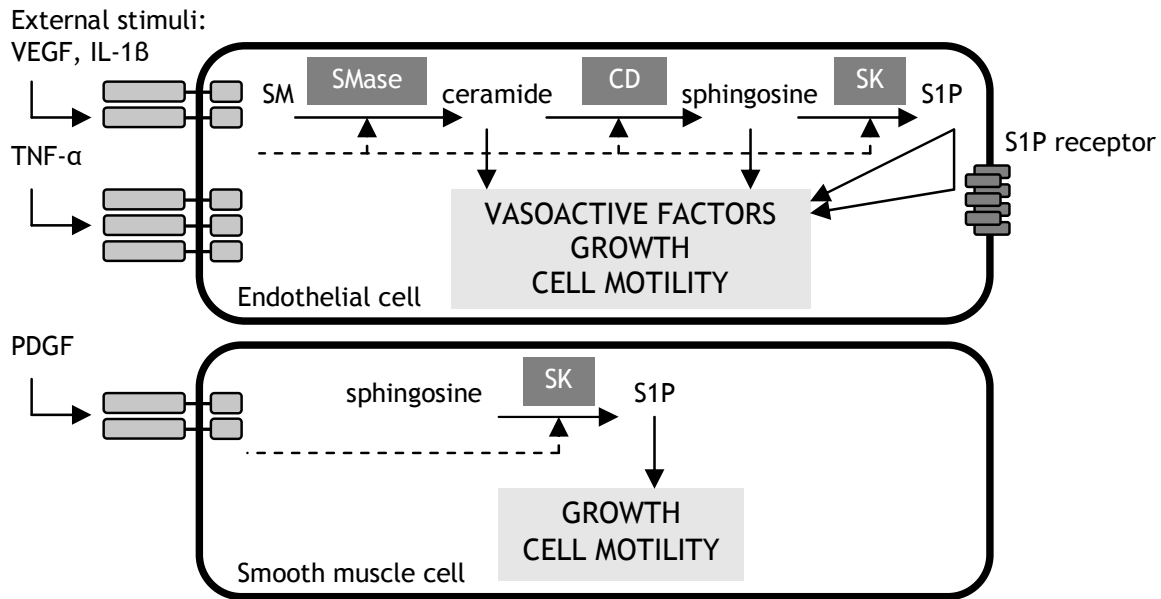 External stimuli:
VEGF, IL-1ß
SMase
CD
SK
SM
ceramide
sphingosine
S1P
TNF-α
S1P receptor
VASOACTIVE FACTORS
GROWTH
CELL MOTILITY
Endothelial cell
PDGF
SK
sphingosine
S1P
GROWTH
CELL MOTILITY
Smooth muscle cell